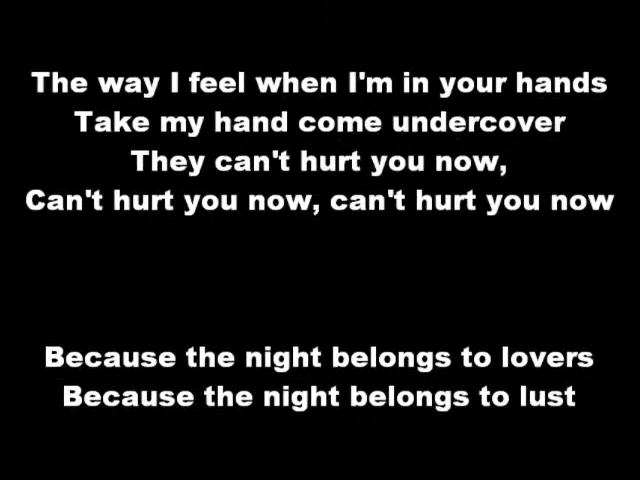 The way I feel when I'm in your hands
Take my hand come undercover
They can't hurt you now,
Can't hurt you now, can't hurt you now
Because the night belongs to lovers
Because the night belongs to lust